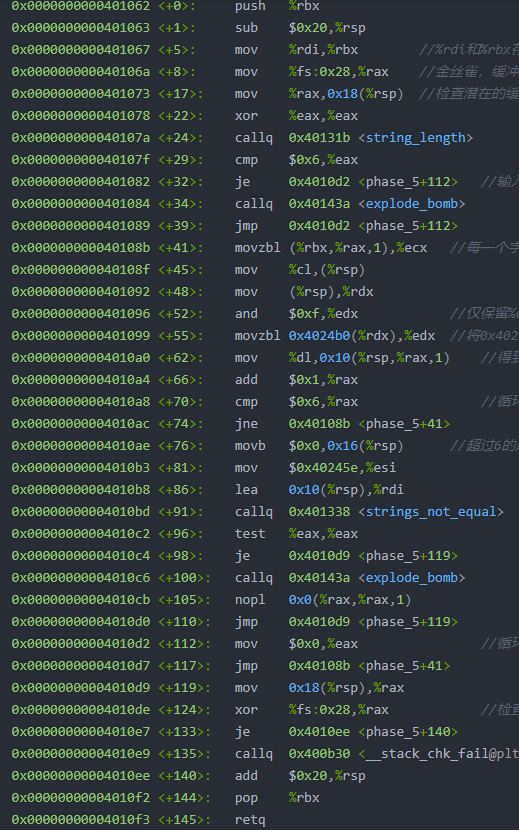 0x0000000000401062 <+0>: push %rbx
0x0000000000401063 <+1>: sub $0x20,%rsp
0x0000000000401067 <+5>: mov %rdi,%rbx //%rdi和%rbx存
0x000000000040106a <+8>: mov %fs:0x28,%rax //金丝雀，缓冲
0x0000000000401073 <+17>: mov %rax,0x18(%rsp) //检查潜在的缓
0x0000000000401078 <+22>: xor %eax,%eax
0x000000000040107a <+24>: callq 0x40131b <string_length>
0x000000000040107f <+29>: cmp $0x6,%eax
0x0000000000401082 <+32>: je 0x4010d2 <phase_5+112> //输入
0x0000000000401084 <+34>: callq 0x40143a <explode_bomb>
0x0000000000401089 <+39>: jmp 0x4010d2 <phase_5+112>
0x000000000040108b <+41>: movzbl (%rbx,%rax,1),%ecx //每一个字
0x000000000040108f <+45>: mov %cl,(%rsp)
0x0000000000401092 <+48>: mov (%rsp),%rdx
0x0000000000401096 <+52>: and $0xf,%edx //仅保留%e
0x0000000000401099 <+55>: movzbl 0x4024b0(%rdx),%edx //将0x402
0x00000000004010a0 <+62>: mov %dl,0x10(%rsp,%rax,1) //得到
0x00000000004010a4 <+66>: add $0x1,%rax
0x00000000004010a8 <+70>: cmp $0x6,%rax //循环
0x00000000004010ac <+74>: jne 0x40108b <phase_5+41>
0x00000000004010ae <+76>: movb $0x0,0x16(%rsp) //超过6的
0x00000000004010b3 <+81>: mov $0x40245e,%esi
0x00000000004010b8 <+86>: lea 0x10(%rsp),%rdi
0x00000000004010bd <+91>: callq 0x401338 <strings_not_equal>
0x00000000004010c2 <+96>: test %eax,%eax
0x00000000004010c4 <+98>: je 0x4010d9 <phase_5+119>
0x00000000004010c6 <+100>: callq 0x40143a <explode_bomb>
0x00000000004010cb <+105>: nopl 0x0(%rax,%rax,1)
0x00000000004010d0 <+110>: jmp 0x4010d9 <phase_5+119>
0x00000000004010d2 <+112>: mov $0x0,%eax //循环
0x00000000004010d7 <+117>: jmp 0x40108b <phase_5+41>
0x00000000004010d9 <+119>: mov 0x18(%rsp),%rax
0x00000000004010de <+124>: xor %fs:0x28,%rax //检查
0x00000000004010e7 <+133>: je 0x4010ee <phase_5+140>
0x00000000004010e9 <+135>: callq 0x400b30 <__stack_chk_fail@plt
0x00000000004010ee <+140>: add $0x20,%rsp
0x00000000004010f2 <+144>: pop %rbx
0x00000000004010f3 <+145>: retq